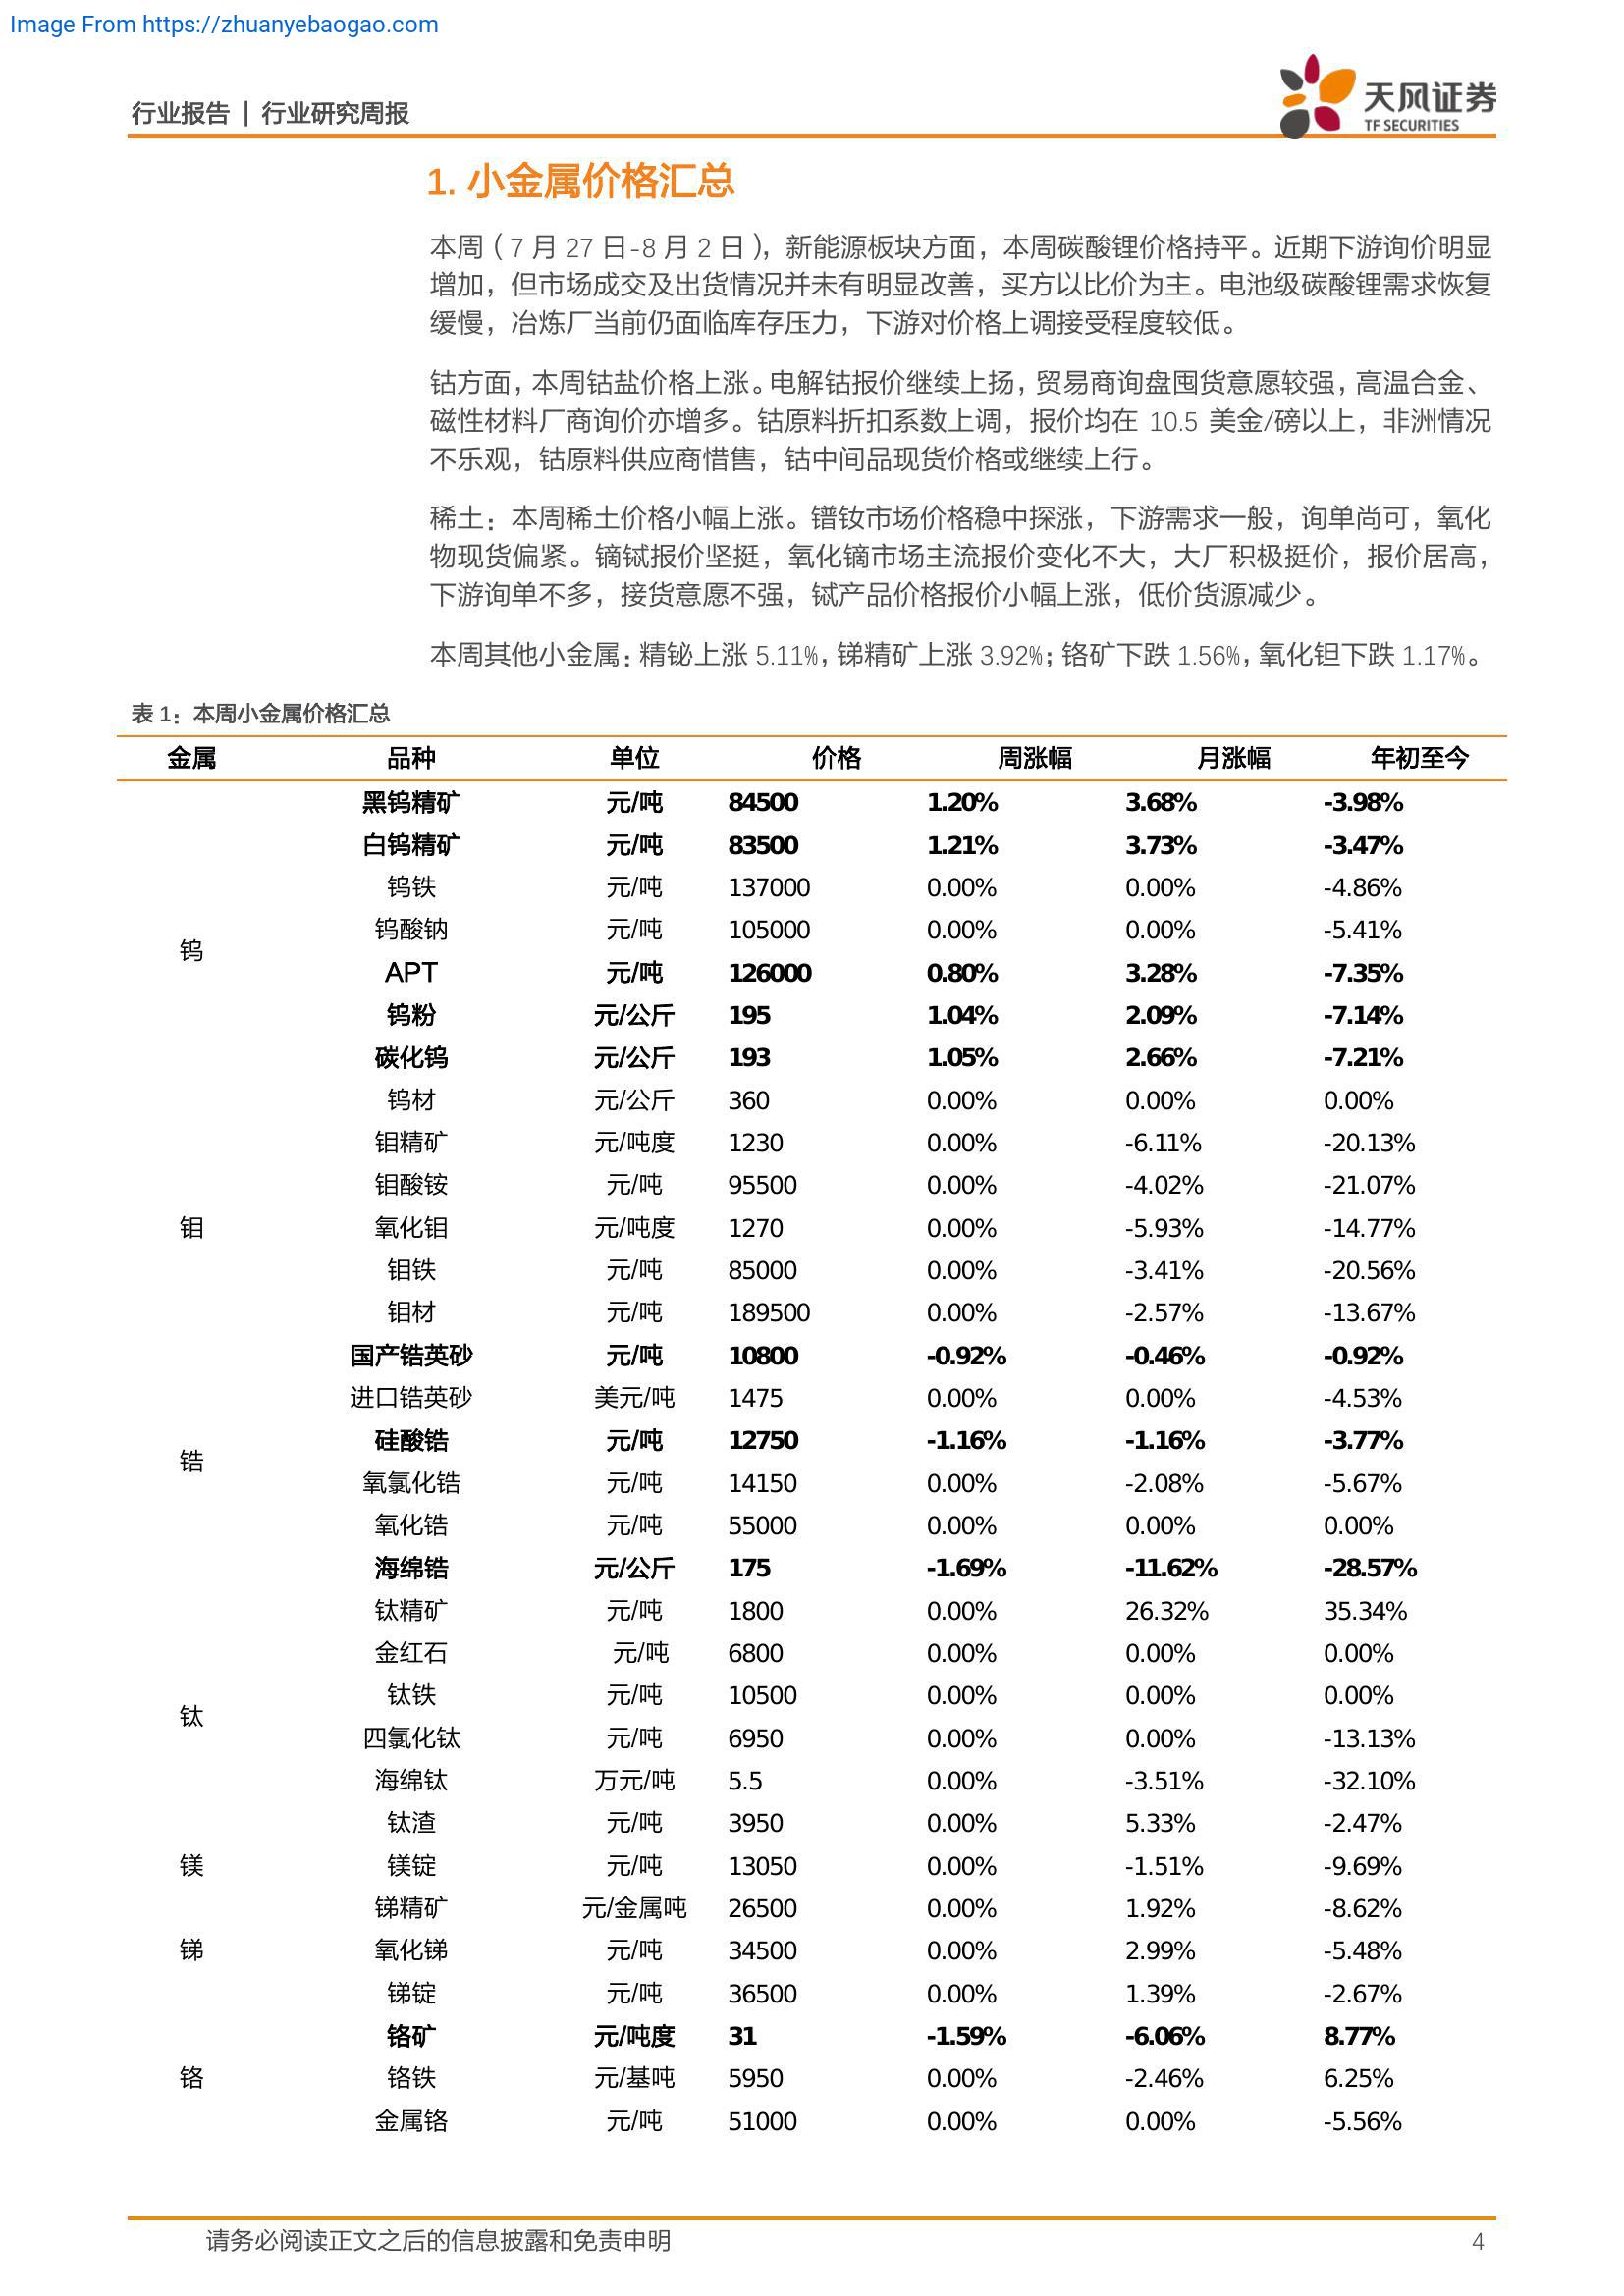 Image From https://zhuanyebaogao.com
行业报告 | 行业研究周报
天风证券
TF SECURITIES
1. 小金属价格汇总
本周（7 月 27 日-8 月 2 日），新能源板块方面，本周碳酸锂价格持平。近期下游询价明显
增加，但市场成交及出货情况并未有明显改善，买方以比价为主。电池级碳酸锂需求恢复
缓慢，冶炼厂当前仍面临库存压力，下游对价格上调接受程度较低。
钴方面，本周钴盐价格上涨。电解钴报价继续上扬，贸易商询盘囤货意愿较强，高温合金、
磁性材料厂商询价亦增多。钴原料折扣系数上调，报价均在 10.5 美金/磅以上，非洲情况
不乐观，钴原料供应商惜售，钴中间品现货价格或继续上行。
稀土：本周稀土价格小幅上涨。镨钕市场价格稳中探涨，下游需求一般，询单尚可，氧化
物现货偏紧。镝铽报价坚挺，氧化镝市场主流报价变化不大，大厂积极挺价，报价居高，
下游询单不多，接货意愿不强，铽产品价格报价小幅上涨，低价货源减少。
本周其他小金属：精铋上涨 5.11%，锑精矿上涨 3.92%；铬矿下跌 1.56%，氧化钽下跌 1.17%。
表 1：本周小金属价格汇总
金属 品种 单位 价格 周涨幅 月涨幅 年初至今
黑钨精矿 元/吨 84500 1.20% 3.68% -3.98%
白钨精矿 元/吨 83500 1.21% 3.73% -3.47%
钨铁 元/吨 137000 0.00% 0.00% -4.86%
钨酸钠 元/吨 105000 0.00% 0.00% -5.41%
钨
APT 元/吨 126000 0.80% 3.28% -7.35%
钨粉 元/公斤 195 1.04% 2.09% -7.14%
碳化钨 元/公斤 193 1.05% 2.66% -7.21%
钨材 元/公斤 360 0.00% 0.00% 0.00%
钼精矿 元/吨度 1230 0.00% -6.11% -20.13%
钼酸铵 元/吨 95500 0.00% -4.02% -21.07%
钼 氧化钼 元/吨度 1270 0.00% -5.93% -14.77%
钼铁 元/吨 85000 0.00% -3.41% -20.56%
钼材 元/吨 189500 0.00% -2.57% -13.67%
国产锆英砂 元/吨 10800 -0.92% -0.46% -0.92%
进口锆英砂 美元/吨 1475 0.00% 0.00% -4.53%
硅酸锆 元/吨 12750 -1.16% -1.16% -3.77%
锆
氧氯化锆 元/吨 14150 0.00% -2.08% -5.67%
氧化锆 元/吨 55000 0.00% 0.00% 0.00%
海绵锆 元/公斤 175 -1.69% -11.62% -28.57%
钛精矿 元/吨 1800 0.00% 26.32% 35.34%
金红石 元/吨 6800 0.00% 0.00% 0.00%
钛铁 元/吨 10500 0.00% 0.00% 0.00%
钛
四氯化钛 元/吨 6950 0.00% 0.00% -13.13%
海绵钛 万元/吨 5.5 0.00% -3.51% -32.10%
钛渣 元/吨 3950 0.00% 5.33% -2.47%
镁 镁锭 元/吨 13050 0.00% -1.51% -9.69%
锑精矿 元/金属吨 26500 0.00% 1.92% -8.62%
锑 氧化锑 元/吨 34500 0.00% 2.99% -5.48%
锑锭 元/吨 36500 0.00% 1.39% -2.67%
铬矿 元/吨度 31 -1.59% -6.06% 8.77%
铬 铬铁 元/基吨 5950 0.00% -2.46% 6.25%
金属铬 元/吨 51000 0.00% 0.00% -5.56%
请务必阅读正文之后的信息披露和免责申明 4